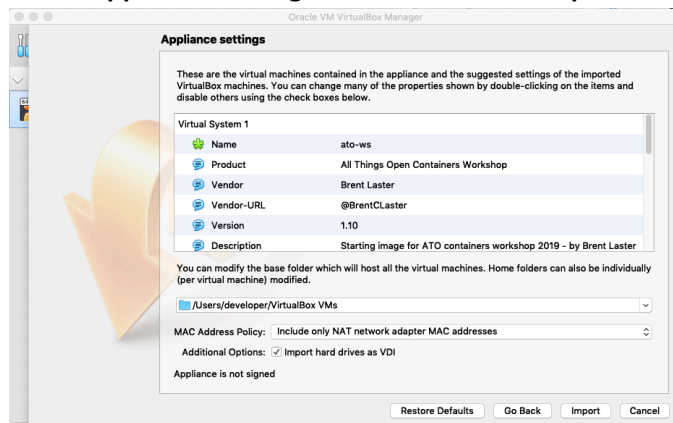 Oracle VM VirtualBox Manager
Appliance settings
These are the virtual machines contained in the appliance and the suggested settings of the imported
VirtualBox machines. You can change many of the properties shown by double-clicking on the items and
disable others using the check boxes below.
Virtual System 1
Name ato-ws
Product All Things Open Containers Workshop
Vendor Brent Laster
Vendor-URL @BrentCLaster
Version 1.10
Description Starting image for ATO containers workshop 2019 - by Brent Laster
You can modify the base folder which will host all the virtual machines. Home folders can also be individually
(per virtual machine) modified.
/Users/developer/VirtualBox VMs
MAC Address Policy: Include only NAT network adapter MAC addresses
Additional Options: Import hard drives as VDI
Appliance is not signed
Restore Defaults Go Back Import Cancel